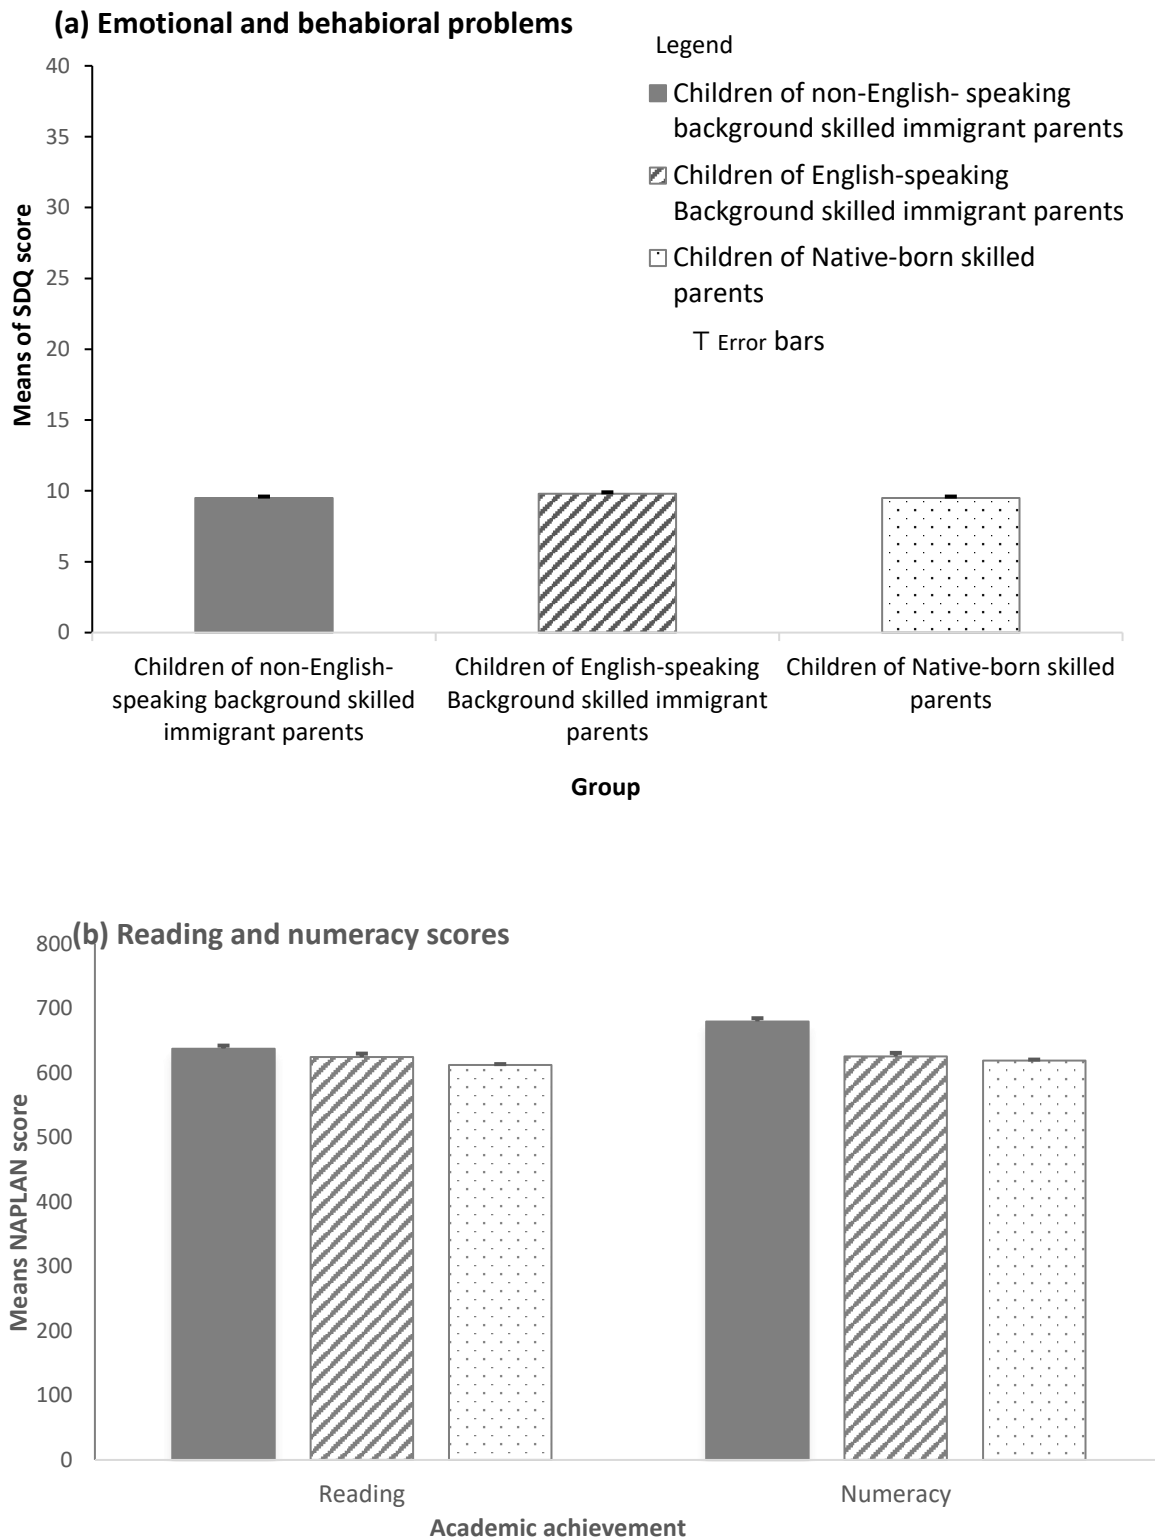 (a) Emotional and behabioral problems
Legend
Children of non-English- speaking
background skilled immigrant parents
Children of English-speaking
Background skilled immigrant parents
Children of Native-born skilled
parents
Error bars
Means of SDQ score
40
35
30
25
20
15
10
5
0
Children of non-English-
speaking background skilled
immigrant parents
Children of English-speaking
Background skilled immigrant
parents
Children of Native-born skilled
parents
Group
(b) Reading and numeracy scores
Means NAPLAN score
800
700
600
500
400
300
200
100
0
Reading
Numeracy
Academic achievement